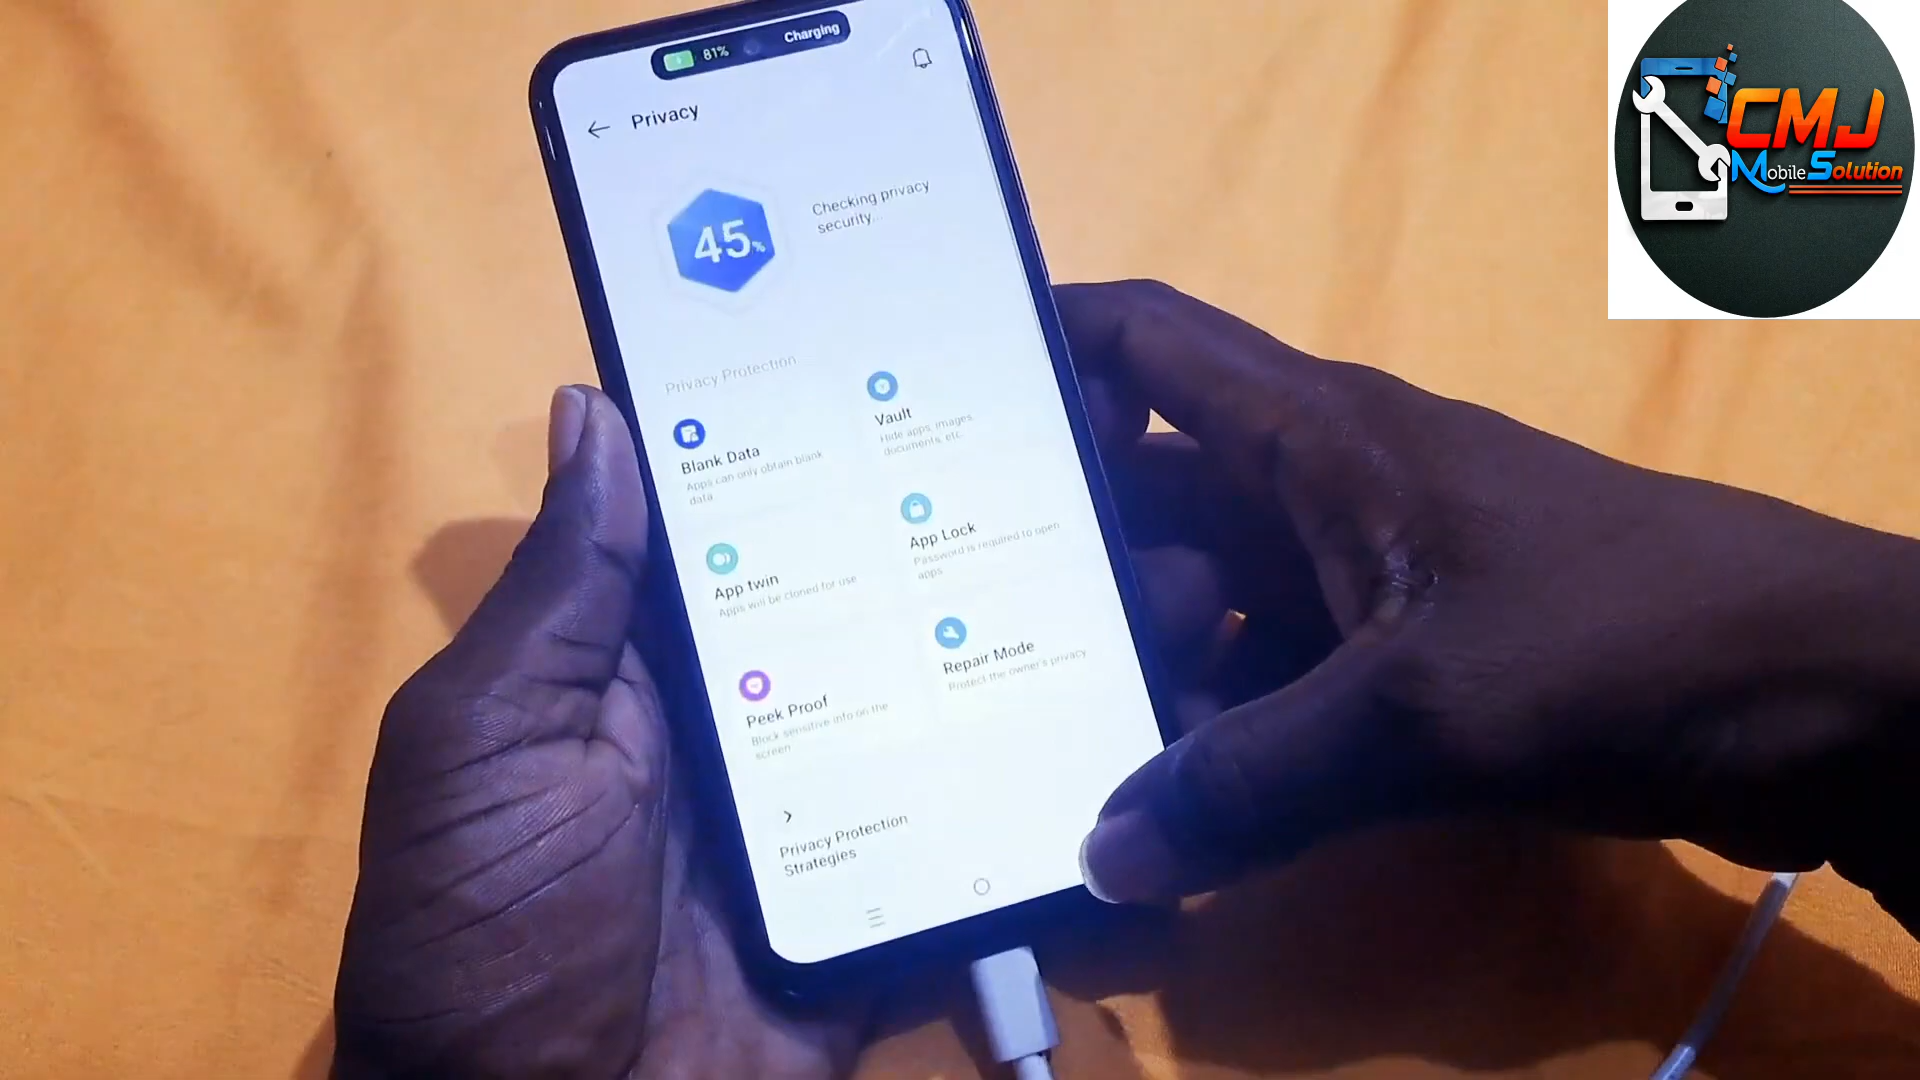 81%
Charging
Privacy
45%
Checking privacy
security...
Privacy Protection
Blank Data
Apps can only obtain blank
data
Vault
Hide apps, images,
documents, etc.
App twin
Apps will be cloned for use
App Lock
Password is required to open
apps
Peek Proof
Block sensitive info on the
screen
Repair Mode
Protect the owner's privacy
Privacy Protection
Strategies
CMJ
Mobile Solution